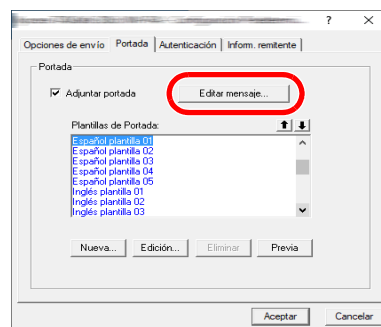 ?
Opciones de envío Portada Autenticación Inform. remitente
Portada
Adjuntar portada Editar mensaje...
Plantillas de Portada:
Español plantilla 01
Español plantilla 02
Español plantilla 03
Español plantilla 04
Español plantilla 05
Inglés plantilla 01
Inglés plantilla 02
Inglés plantilla 03
Nueva... Edición... Eliminar Previa
Aceptar Cancelar